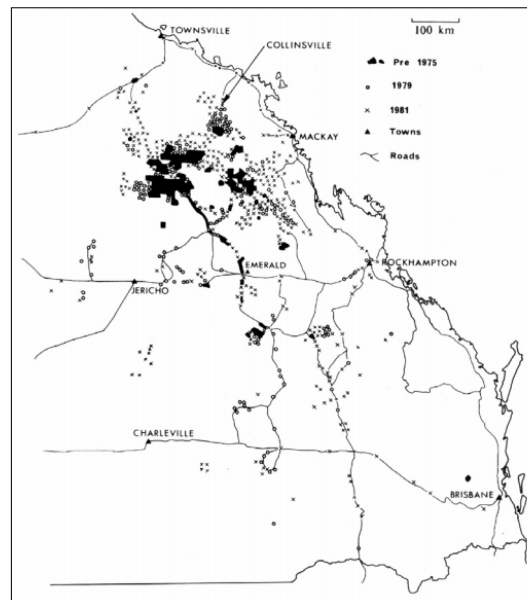 TOWNSVILLE
100 km
COLLINSVILLE
Pre 1975
1979
1981
Towns
Roads
MACKAY
EMERALD
ROCKHAMPTON
JERICHO
CHARLEVILLE
BRISBANE